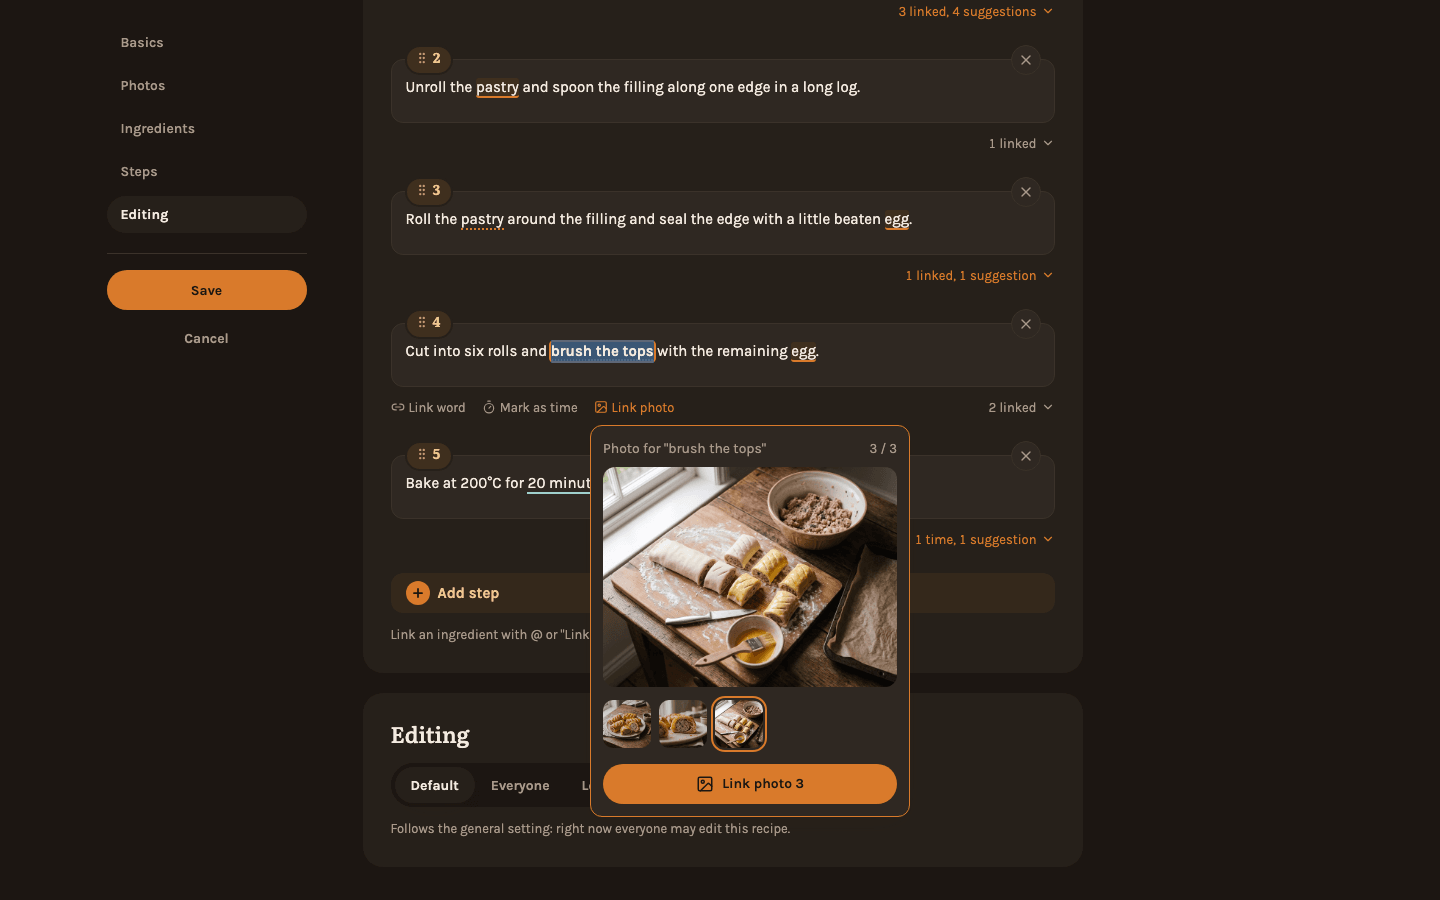 Basics
Photos
Ingredients
Steps
Editing
Save
Cancel
3 linked, 4 suggestions
2
Unroll the pastry and spoon the filling along one edge in a long log.
1 linked
3
Roll the pastry around the filling and seal the edge with a little beaten egg.
1 linked, 1 suggestion
4
Cut into six rolls and brush the tops with the remaining egg.
Link word
Mark as time
Link photo
2 linked
Photo for "brush the tops"
3 / 3
Link photo 3
5
Bake at 200°C for 20 minut
1 time, 1 suggestion
Add step
Link an ingredient with @ or "Link
Editing
Default
Everyone
Follows the general setting: right now everyone may edit this recipe.